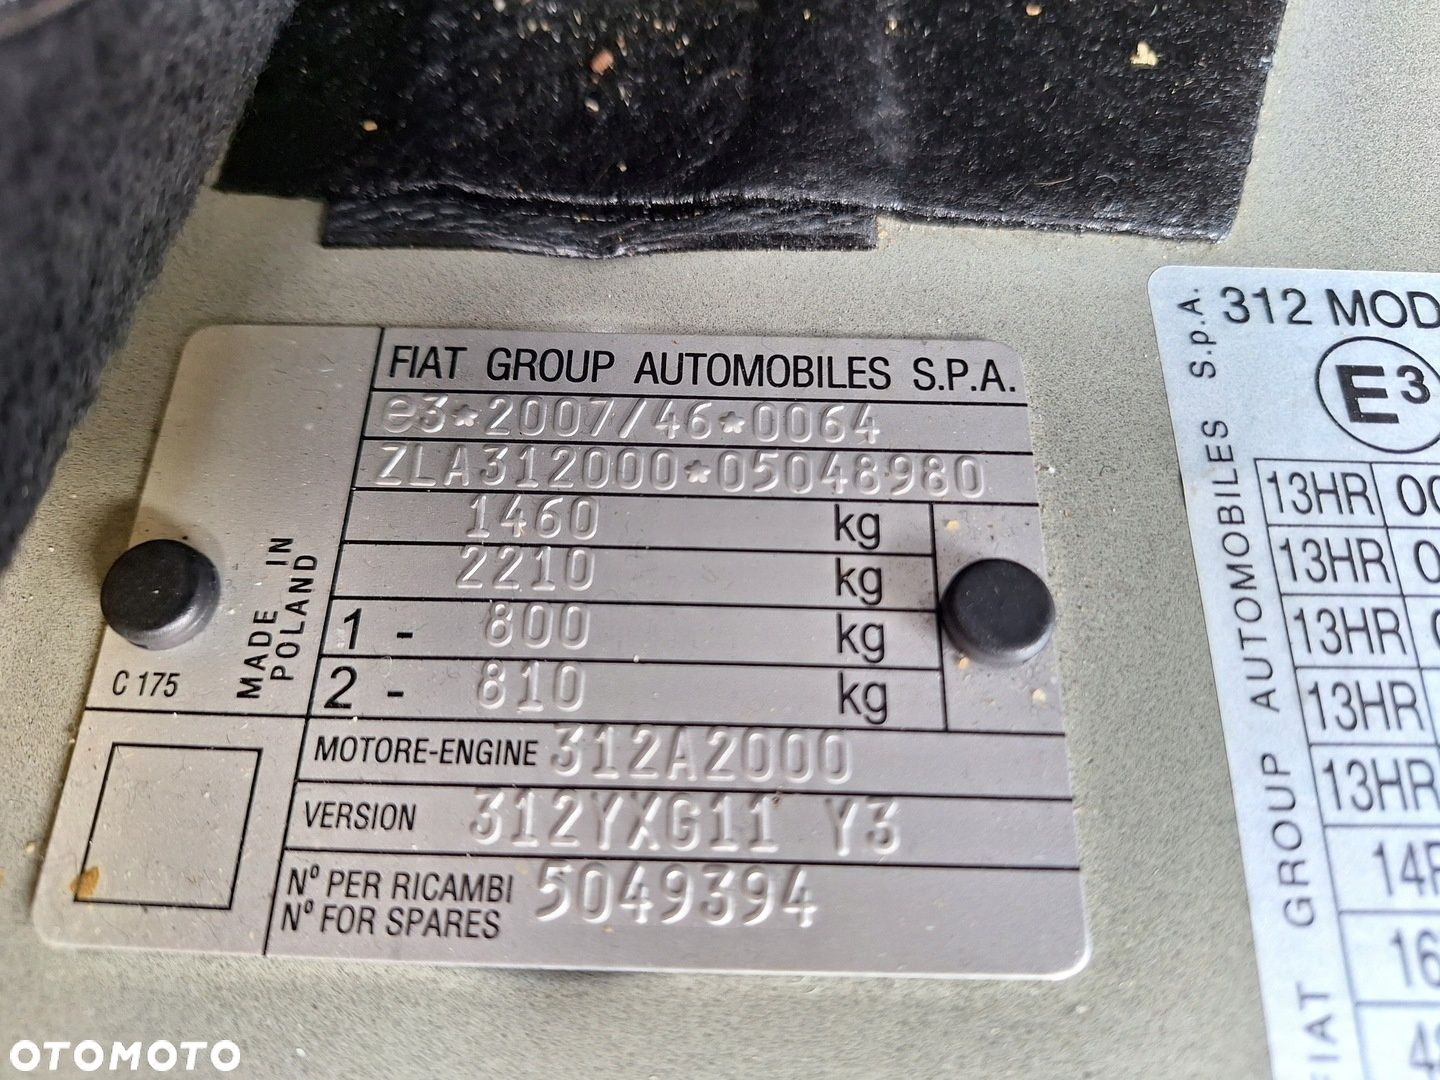 FIAT GROUP AUTOMOBILES S.P.A.
e3*2007/46*0064
ZLA312000*05048980
1460 kg
2210 kg
1 - 800 kg
2 - 810 kg
MOTORE-ENGINE 312A2000
VERSION 312YXG11 Y3
N° PER RICAMBI
N° FOR SPARES 5049394
MADE IN
POLAND
C 175
312 MOD
E3
FIAT GROUP AUTOMOBILES S.p.A.
13HR
13HR
13HR
13HR
13HR
16
OTOMOTO